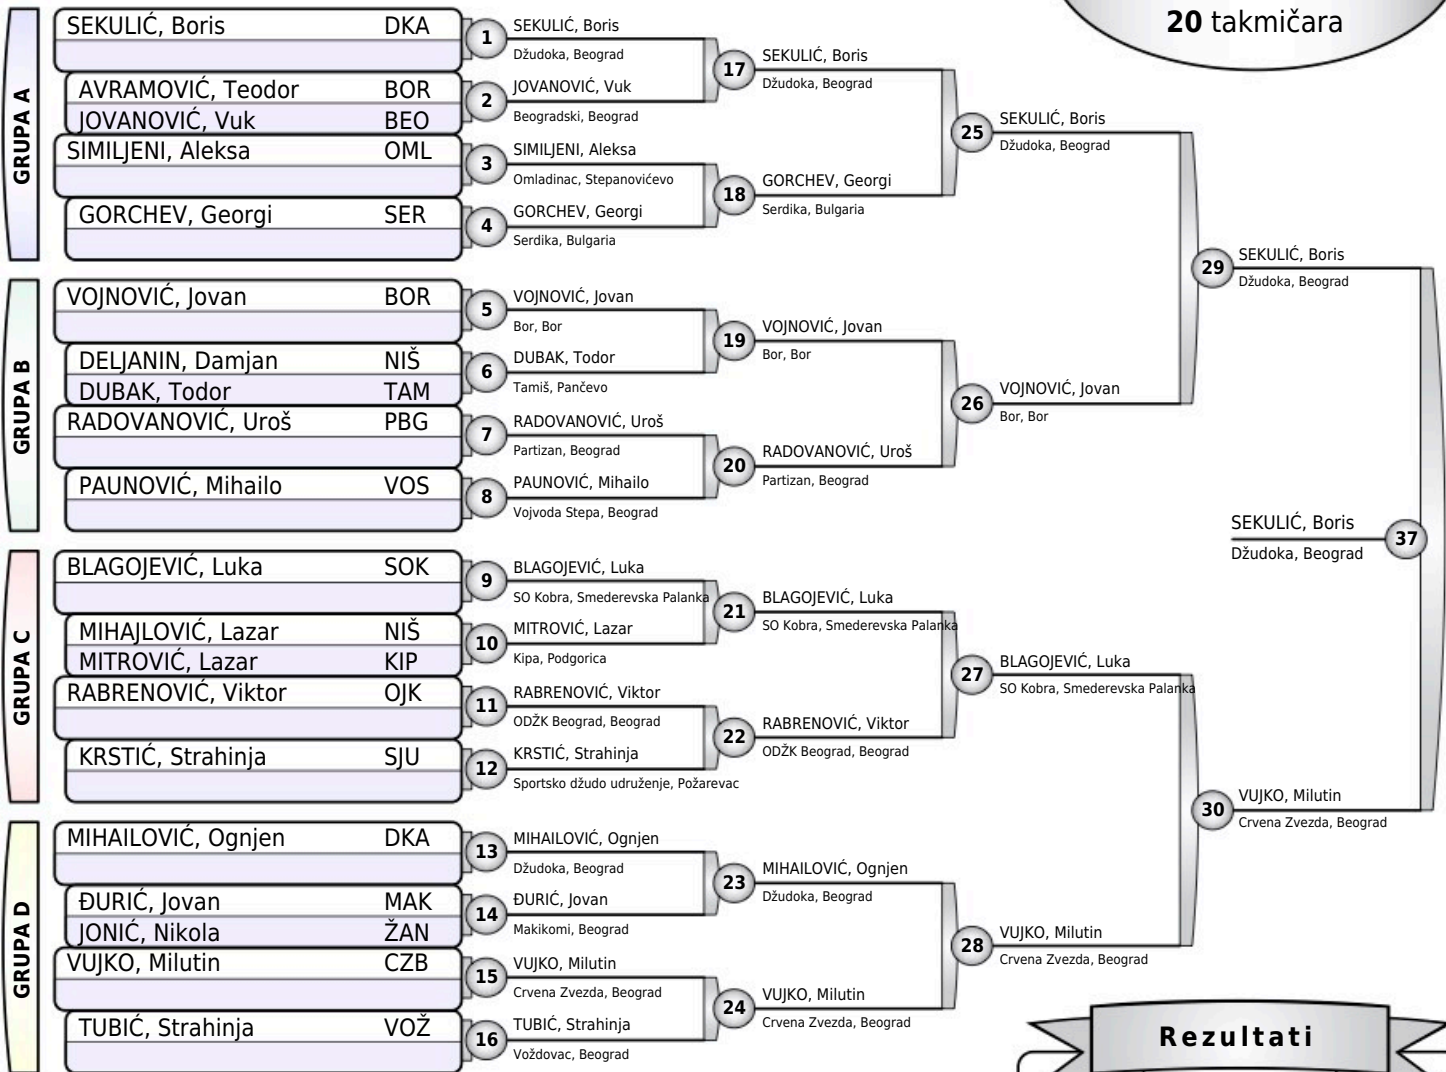 20 takmičara
GRUPA A
SEKULIĆ, Boris DKA
AVRAMOVIĆ, Teodor BOR
JOVANOVIĆ, Vuk BEO
SIMILJENI, Aleksa OML
GORCHEV, Georgi SER
1
SEKULIĆ, Boris
Džudoka, Beograd
2
JOVANOVIĆ, Vuk
Beogradski, Beograd
3
SIMILJENI, Aleksa
Omladinac, Stepanovićevo
4
GORCHEV, Georgi
Serdika, Bulgaria
17
SEKULIĆ, Boris
Džudoka, Beograd
18
GORCHEV, Georgi
Serdika, Bulgaria
25
SEKULIĆ, Boris
Džudoka, Beograd
GRUPA B
VOJNOVIĆ, Jovan BOR
DELJANIN, Damjan NIŠ
DUBAK, Todor TAM
RADOVANOVIĆ, Uroš PBG
PAUNOVIĆ, Mihailo VOS
5
VOJNOVIĆ, Jovan
Bor, Bor
6
DUBAK, Todor
Tamiš, Pančevo
7
RADOVANOVIĆ, Uroš
Partizan, Beograd
8
PAUNOVIĆ, Mihailo
Vojvoda Stepa, Beograd
19
VOJNOVIĆ, Jovan
Bor, Bor
20
RADOVANOVIĆ, Uroš
Partizan, Beograd
26
VOJNOVIĆ, Jovan
Bor, Bor
29
SEKULIĆ, Boris
Džudoka, Beograd
GRUPA C
BLAGOJEVIĆ, Luka SOK
MIHAJLOVIĆ, Lazar NIŠ
MITROVIĆ, Lazar KIP
RABRENOVIĆ, Viktor OJK
KRSTIĆ, Strahinja SJU
9
BLAGOJEVIĆ, Luka
SO Kobra, Smederevska Palanka
10
MITROVIĆ, Lazar
Kipa, Podgorica
11
RABRENOVIĆ, Viktor
ODŽK Beograd, Beograd
12
KRSTIĆ, Strahinja
Sportsko džudo udruženje, Požarevac
21
BLAGOJEVIĆ, Luka
SO Kobra, Smederevska Palanka
22
RABRENOVIĆ, Viktor
ODŽK Beograd, Beograd
27
BLAGOJEVIĆ, Luka
SO Kobra, Smederevska Palanka
GRUPA D
MIHAILOVIĆ, Ognjen DKA
ĐURIĆ, Jovan MAK
JONIĆ, Nikola ŽAN
VUJKO, Milutin CZB
TUBIĆ, Strahinja VOŽ
13
MIHAILOVIĆ, Ognjen
Džudoka, Beograd
14
ĐURIĆ, Jovan
Makikomi, Beograd
15
VUJKO, Milutin
Crvena Zvezda, Beograd
16
TUBIĆ, Strahinja
Voždovac, Beograd
23
MIHAILOVIĆ, Ognjen
Džudoka, Beograd
24
VUJKO, Milutin
Crvena Zvezda, Beograd
28
VUJKO, Milutin
Crvena Zvezda, Beograd
30
VUJKO, Milutin
Crvena Zvezda, Beograd
37
SEKULIĆ, Boris
Džudoka, Beograd
Rezultati